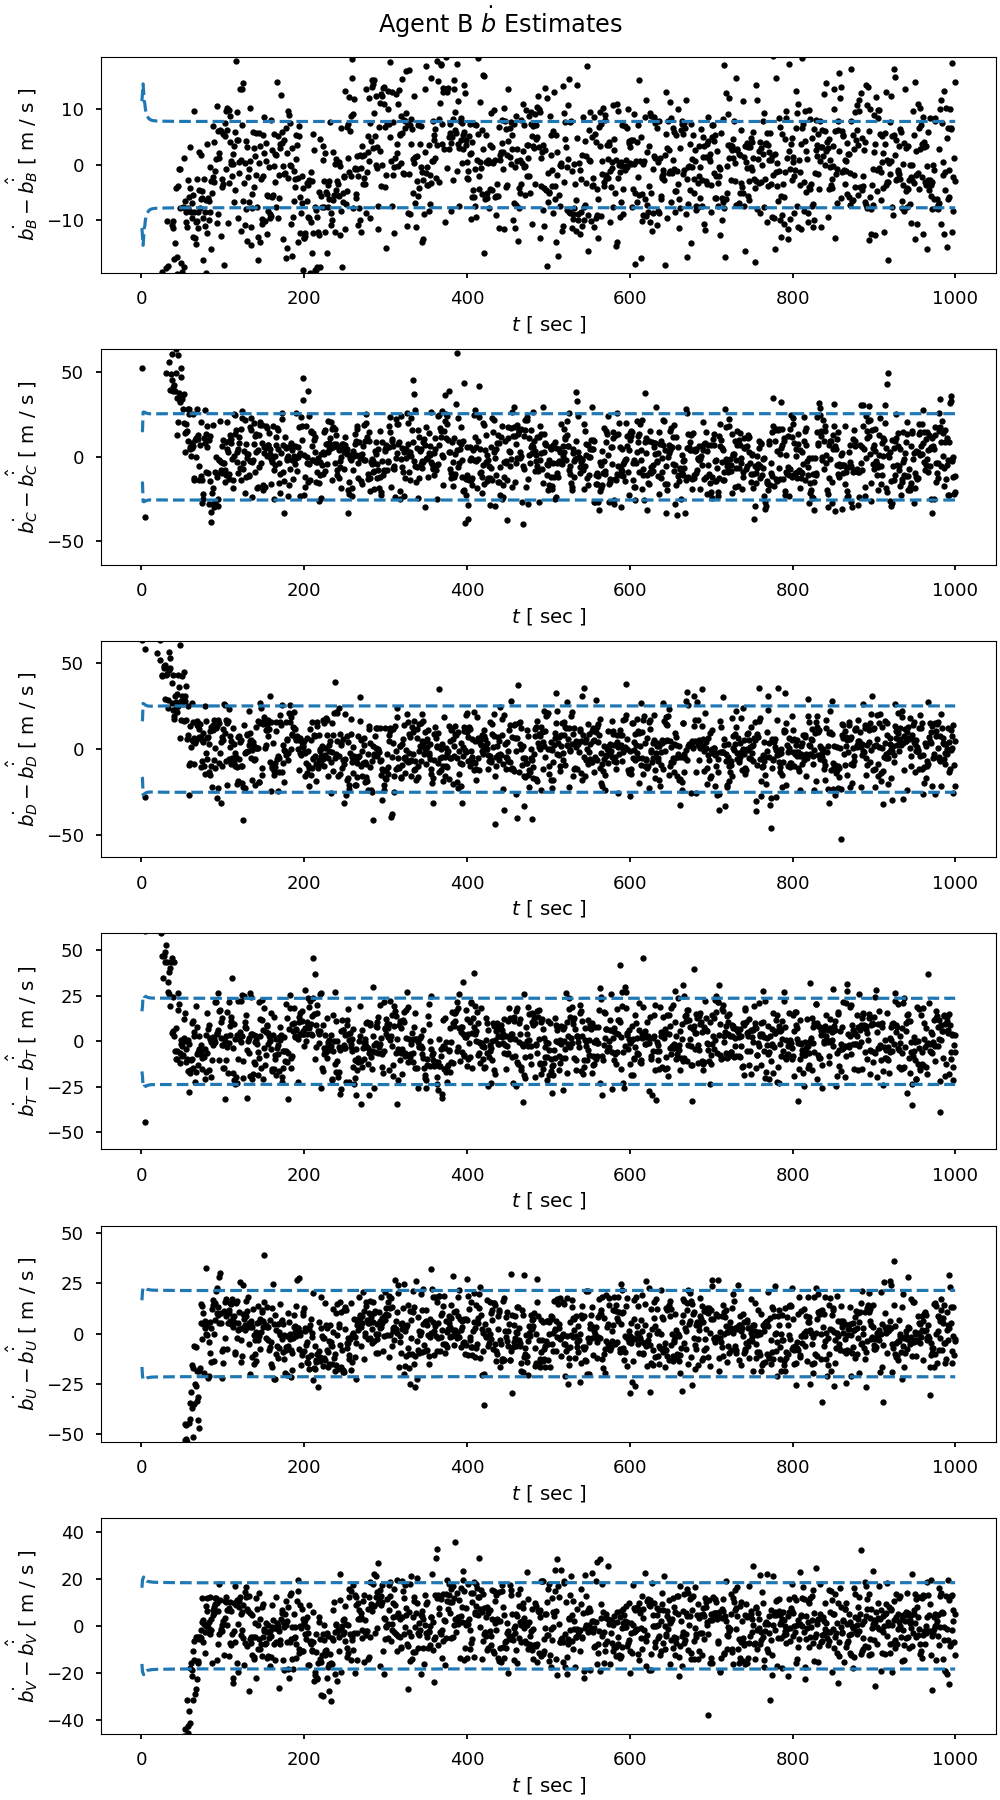 Agent B ḃ Estimates
10
0
−10
ḃ_B − ḃ̂_B [ m / s ]
0 200 400 600 800 1000
t [ sec ]
50
0
−50
ḃ_C − ḃ̂_C [ m / s ]
0 200 400 600 800 1000
t [ sec ]
50
0
−50
ḃ_D − ḃ̂_D [ m / s ]
0 200 400 600 800 1000
t [ sec ]
50
25
0
−25
−50
ḃ_T − ḃ̂_T [ m / s ]
0 200 400 600 800 1000
t [ sec ]
50
25
0
−25
−50
ḃ_U − ḃ̂_U [ m / s ]
0 200 400 600 800 1000
t [ sec ]
40
20
0
−20
−40
ḃ_V − ḃ̂_V [ m / s ]
0 200 400 600 800 1000
t [ sec ]